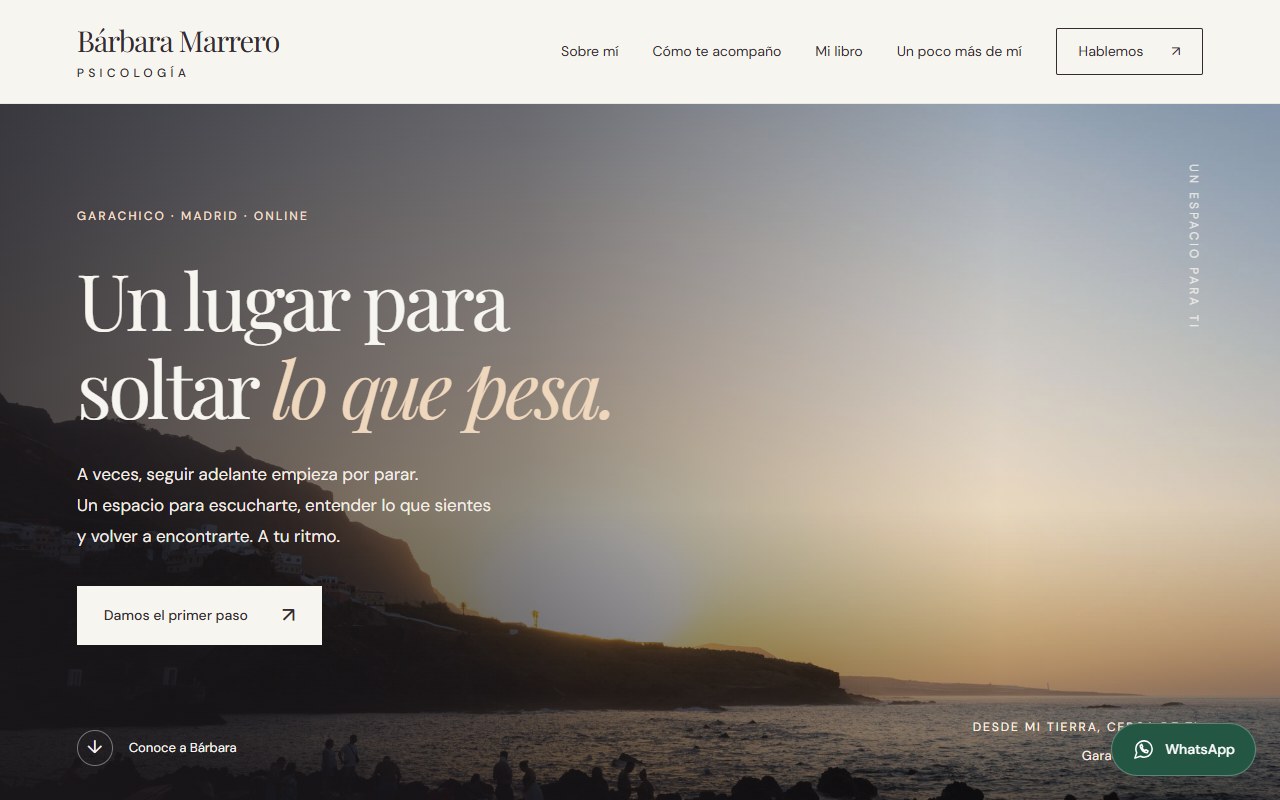 Bárbara Marrero
PSICOLOGÍA
Sobre mí
Cómo te acompaño
Mi libro
Un poco más de mí
Hablemos
UN ESPACIO PARA TI
GARACHICO · MADRID · ONLINE
Un lugar para
soltar lo que pesa.
A veces, seguir adelante empieza por parar.
Un espacio para escucharte, entender lo que sientes
y volver a encontrarte. A tu ritmo.
Damos el primer paso
Conoce a Bárbara
DESDE MI TIERRA,
WhatsApp